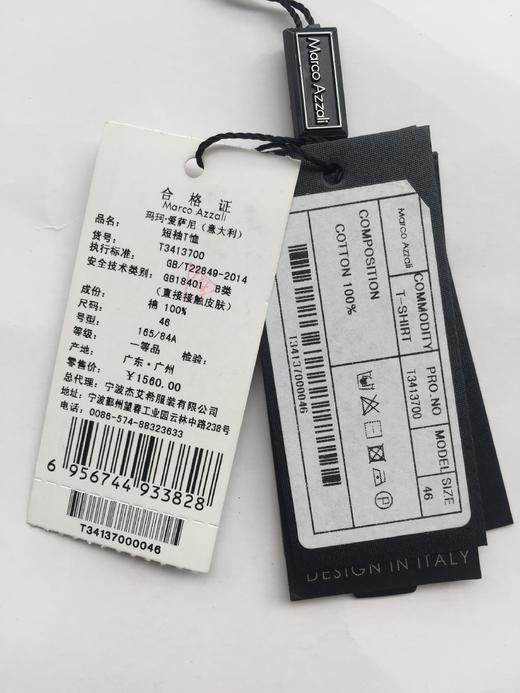 Marco Azzali
合格证
Marco Azzali
玛珂·爱萨尼（意大利）
品名： 短袖T恤
货号： T3413700
执行标准： GB/T22849-2014
安全技术类别： GB18401 B类
（直接接触皮肤）
成份： 棉 100%
尺码： 46
号型： 165/84A
等级： 一等品 检验：
产地： 广东·广州
零售价： ￥1560.00
总代理：宁波杰艾希服装有限公司
地址：宁波鄞州望春工业园云林中路238号
电话：0086-574-88323633
6 956744 933828
T34137000046
Marco Azzali
COMMODITY PRO.NO MODEL SIZE
T-SHIRT T3413700 46
COMPOSITION
COTTON 100%
T34137000046
DESIGN IN ITALY